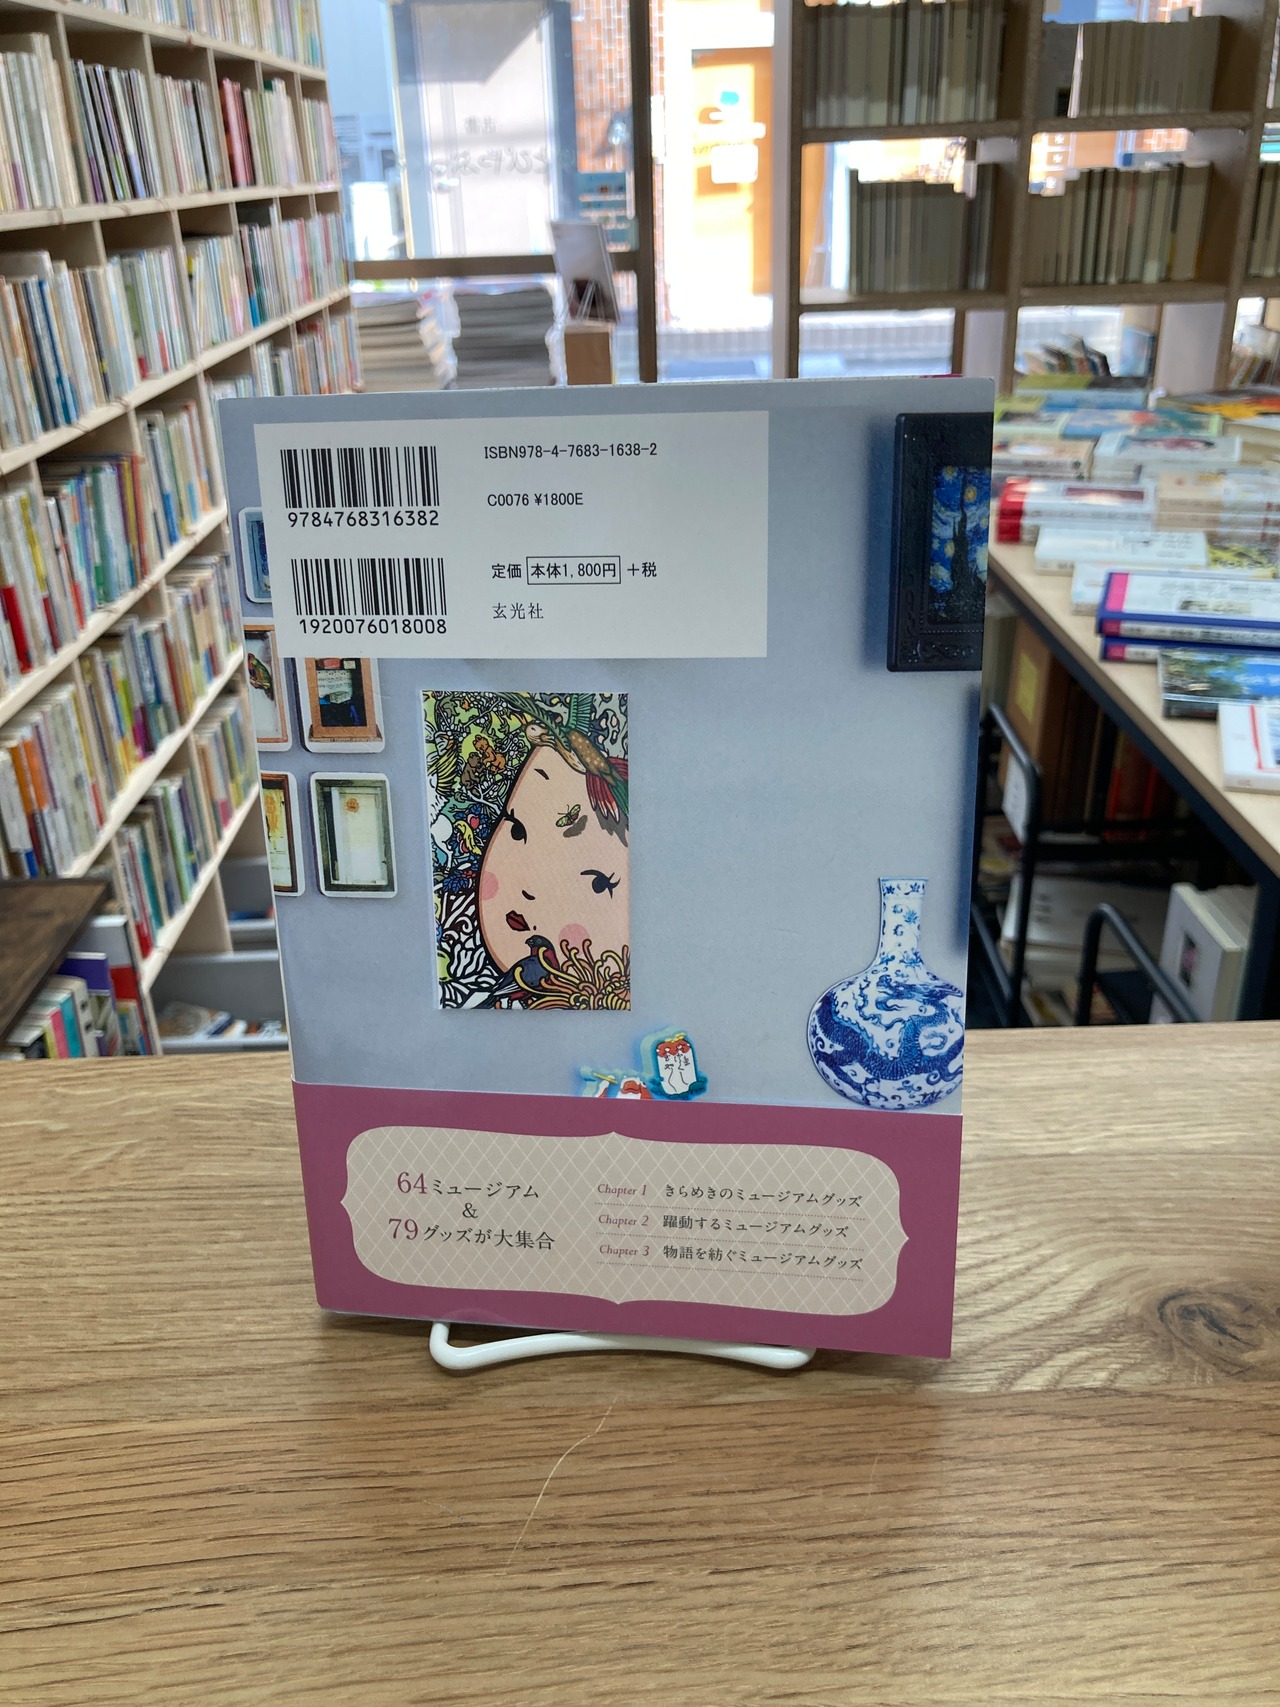 ISBN978-4-7683-1638-2
9784768316382
C0076 ¥1800E
定価 本体1,800円 +税
1920076018008
玄光社
64ミュージアム
&
79グッズが大集合
Chapter 1 きらめきのミュージアムグッズ
Chapter 2 躍動するミュージアムグッズ
Chapter 3 物語を紡ぐミュージアムグッズ